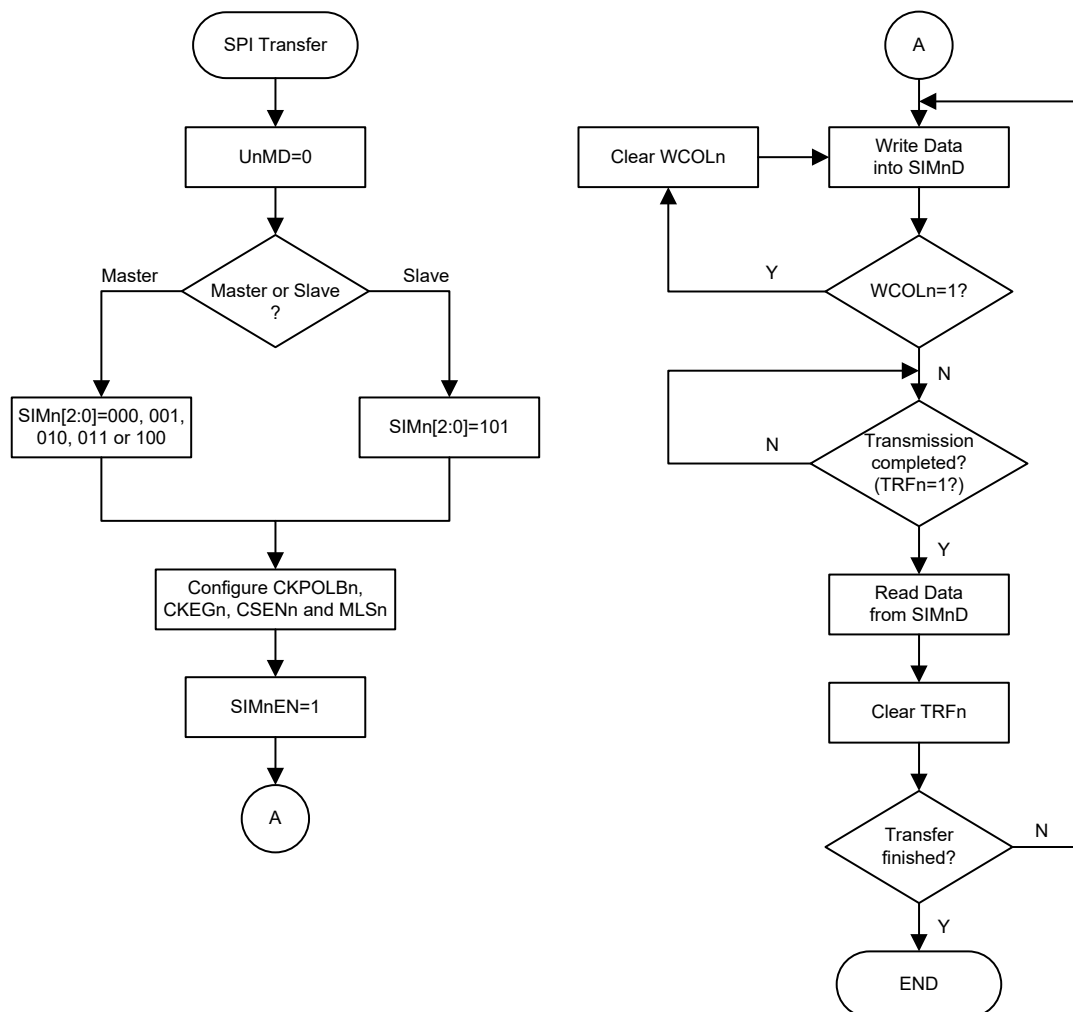 SPI Transfer
UnMD=0
Master
Slave
Master or Slave
?
SIMn[2:0]=000, 001,
010, 011 or 100
SIMn[2:0]=101
Configure CKPOLBn,
CKEGn, CSENn and MLSn
SIMnEN=1
A
A
Clear WCOLn
Write Data
into SIMnD
Y
WCOLn=1?
N
N
Transmission
completed?
(TRFn=1?)
Y
Read Data
from SIMnD
Clear TRFn
Transfer
finished?
N
Y
END